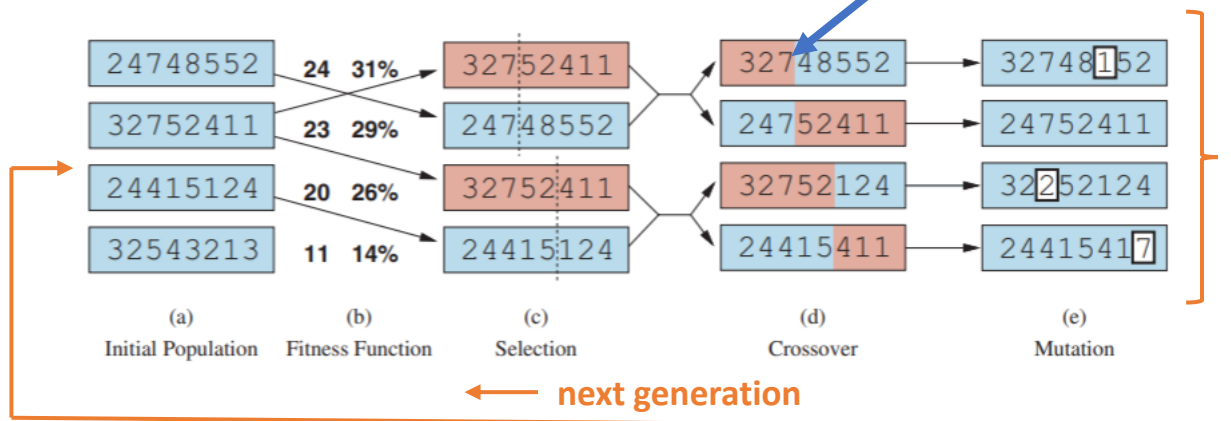 24748552 24 31% 32752411 32748552 32748152
32752411 23 29% 24748552 24752411 24752411
24415124 20 26% 32752411 32752124 32252124
32543213 11 14% 24415124 24415411 24415417
(a) (b) (c) (d) (e)
Initial Population Fitness Function Selection Crossover Mutation
next generation